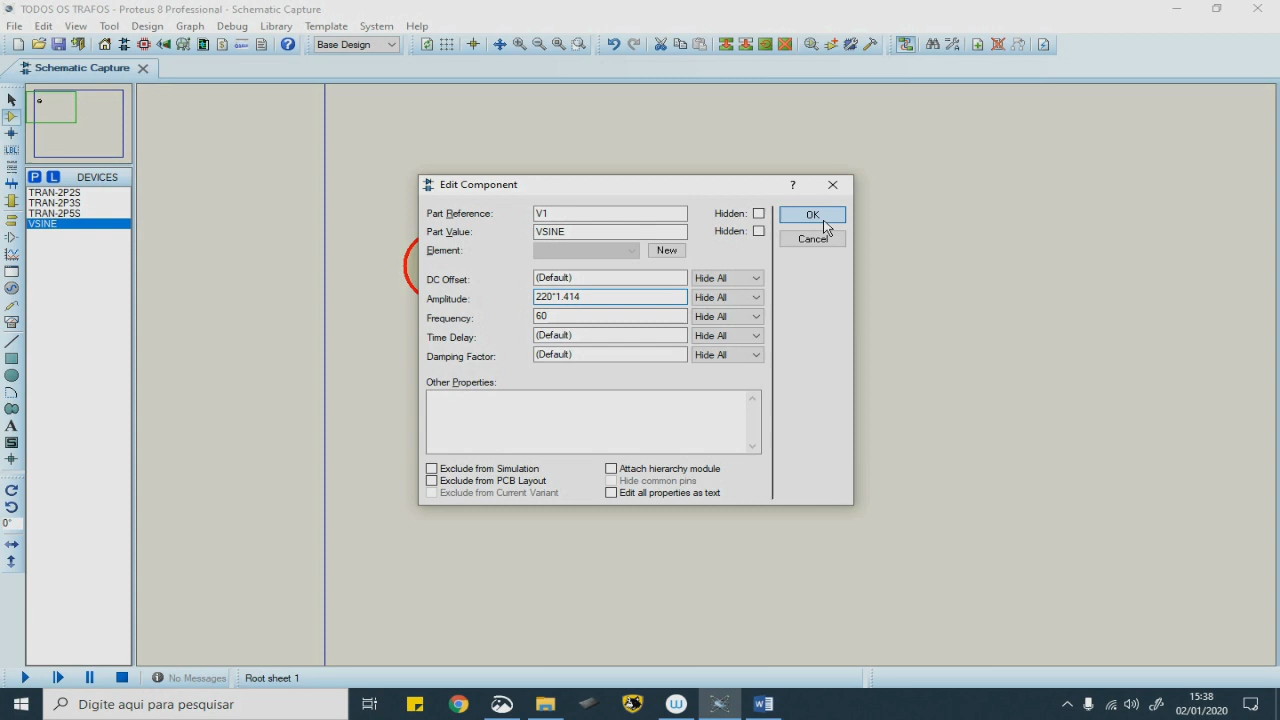 TODOS OS TRAFOS - Proteus 8 Professional - Schematic Capture
File Edit View Tool Design Graph Debug Library Template System Help
Base Design
Schematic Capture
P L DEVICES
TRAN-2P2S
TRAN-2P3S
TRAN-2P5S
VSINE
LBL
A
S
0°
Edit Component ?
Part Reference: V1 Hidden:
Part Value: VSINE Hidden:
Element: New
DC Offset: (Default) Hide All
Amplitude: 220*1.414 Hide All
Frequency: 60 Hide All
Time Delay: (Default) Hide All
Damping Factor: (Default) Hide All
Other Properties:
Exclude from Simulation Attach hierarchy module
Exclude from PCB Layout Hide common pins
Exclude from Current Variant Edit all properties as text
OK
Cancel
No Messages Root sheet 1
Digite aqui para pesquisar
15:38
02/01/2020